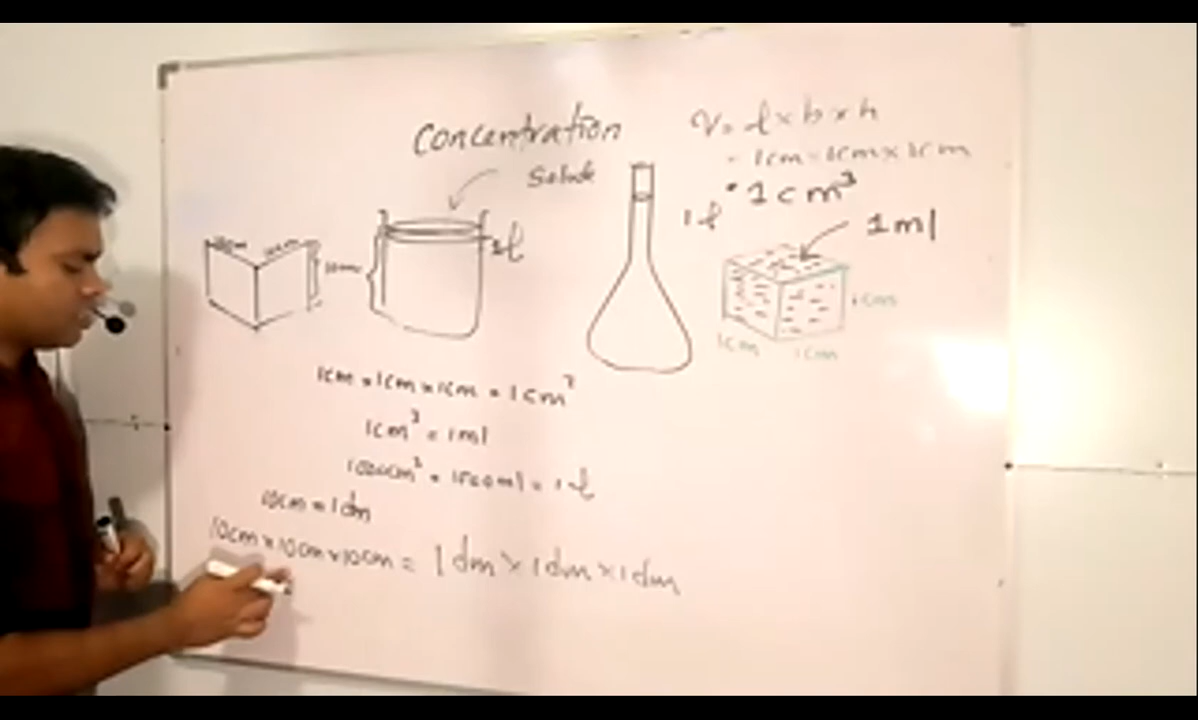 Concentration
V = l × b × h
= 1cm × 1cm × 1cm
= 1cm³
Solute
1l
1ml
10cm
1l
1cm
1cm 1cm
1cm × 1cm × 1cm = 1cm³
1cm³ = 1ml
1000cm³ = 1000ml = 1l
10cm = 1dm
10cm × 10cm × 10cm = 1dm × 1dm × 1dm